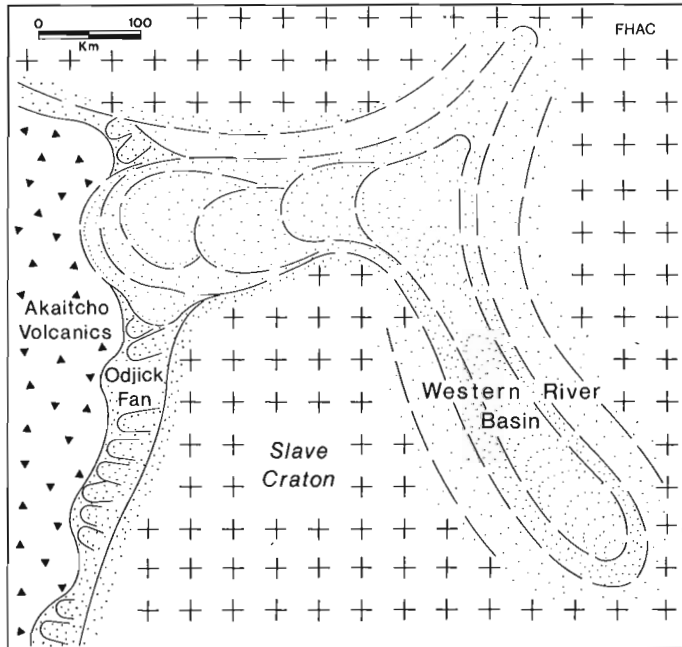 0 100
Km
FHAC
Akaitcho
Volcanics
Odjick
Fan
Western River
Basin
Slave
Craton